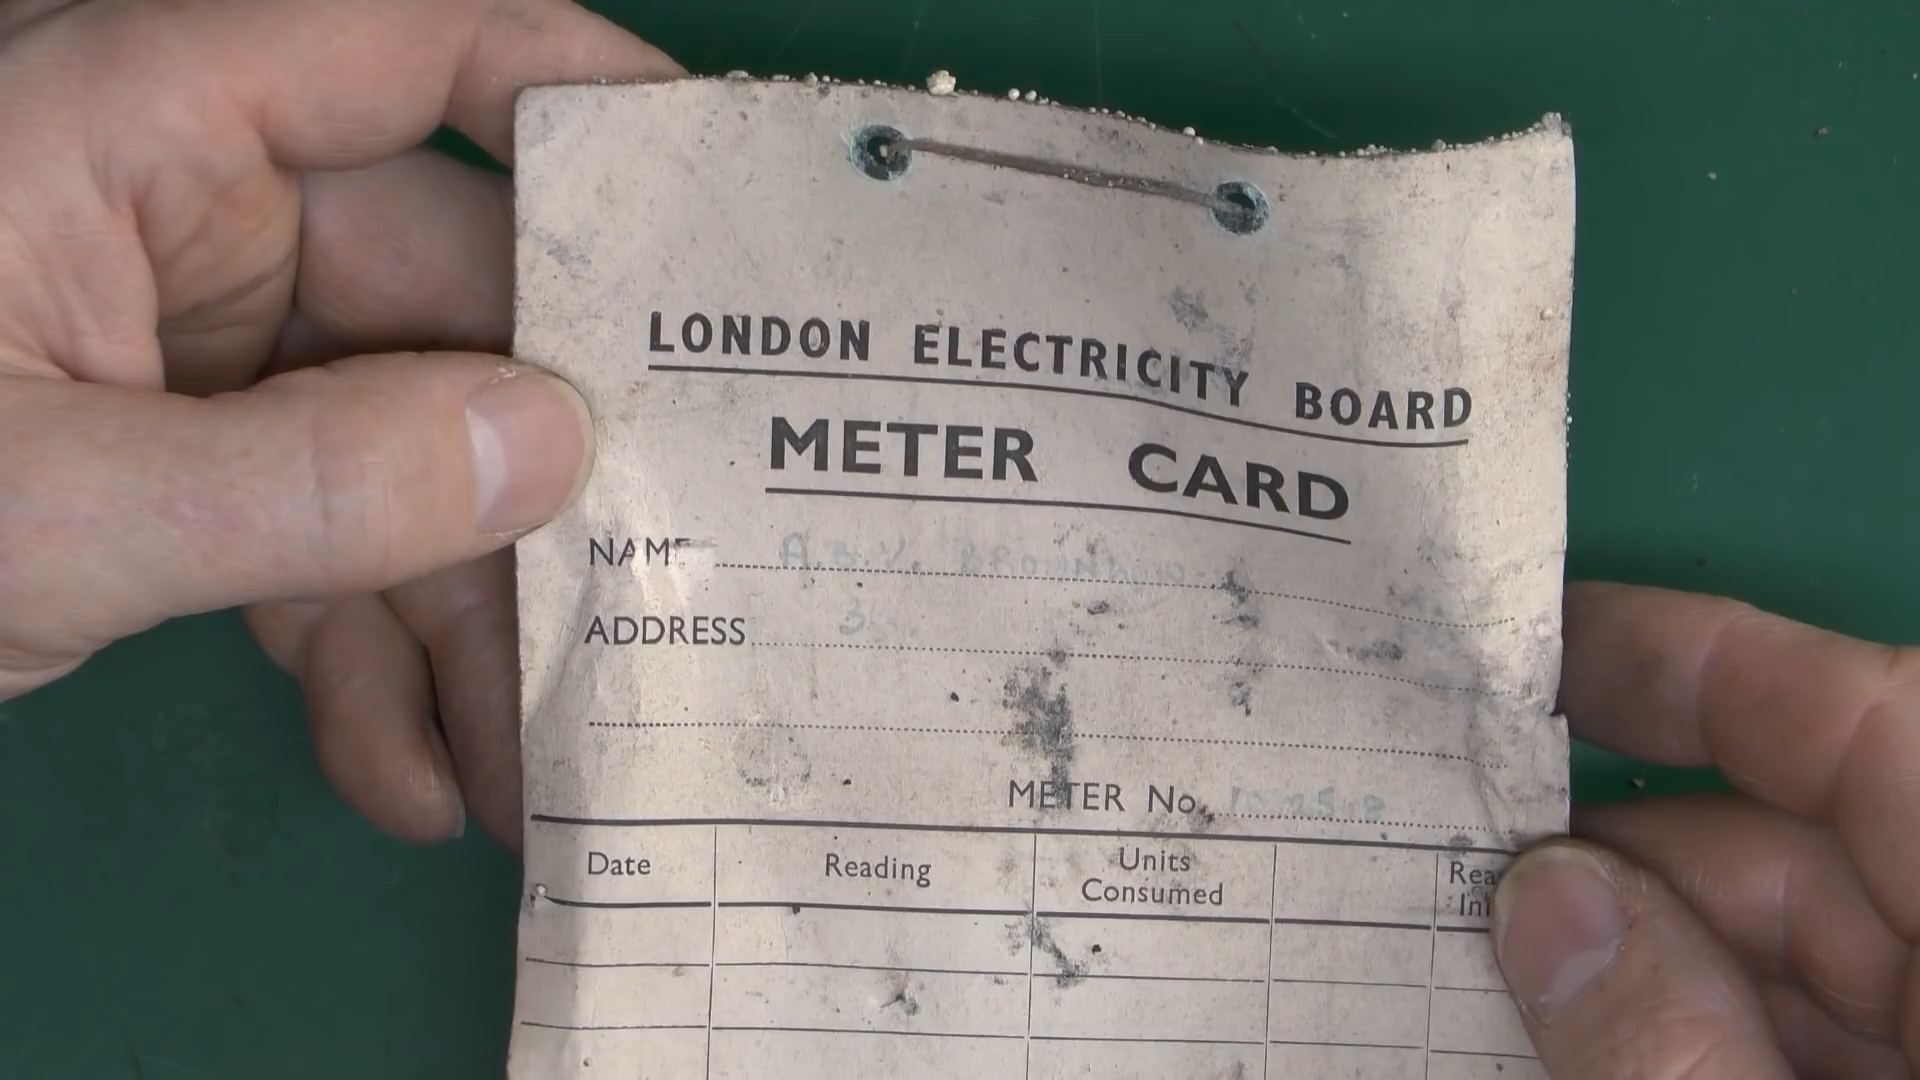 LONDON ELECTRICITY BOARD
METER CARD
NAME A.B.V.
ADDRESS
METER No.
Date Reading Units Consumed